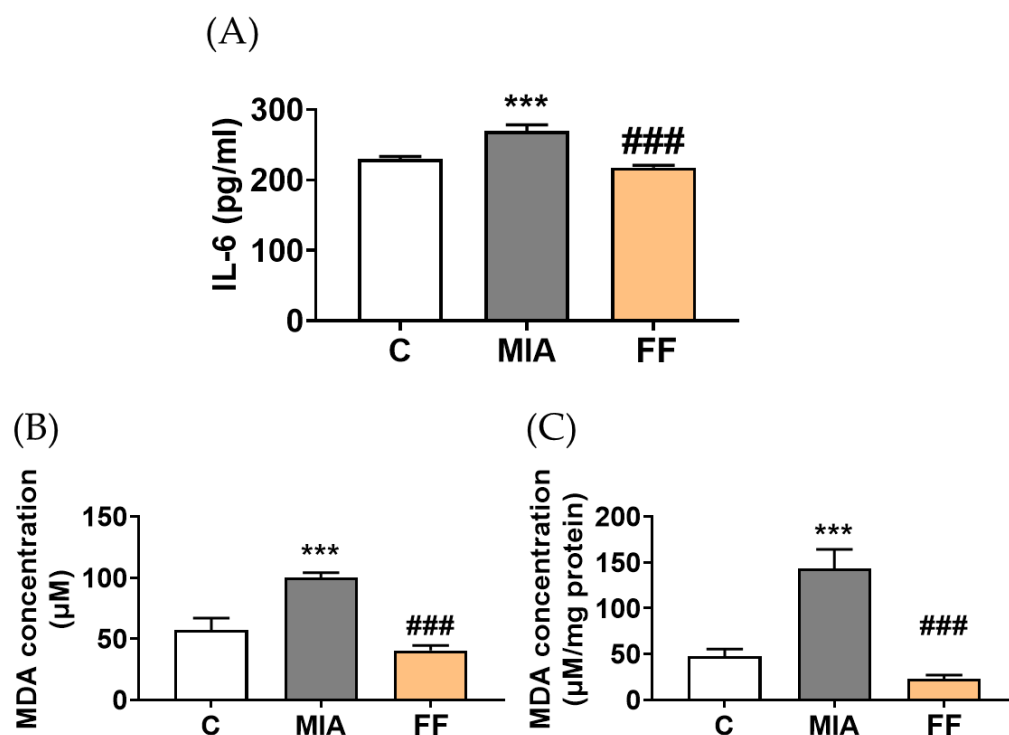 (A)
IL-6 (pg/ml)
300
200
100
0
***
###
C MIA FF
(B)
MDA concentration
(µM)
150
100
50
0
***
###
C MIA FF
(C)
MDA concentration
(µM/mg protein)
200
150
100
50
0
***
###
C MIA FF